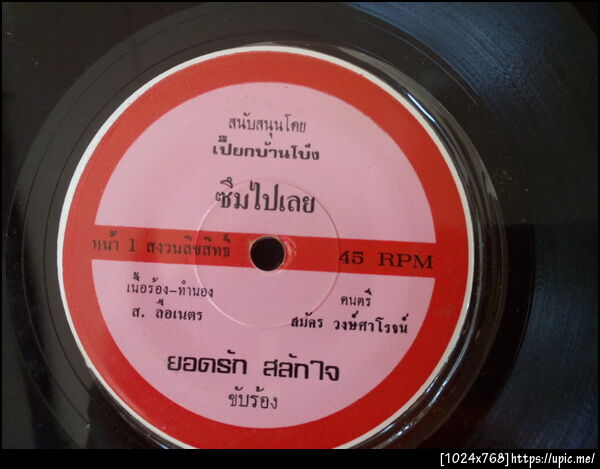 สนับสนุนโดย
เปี๊ยกบ้านโป่ง
ซึมไปเลย
หน้า 1 สงวนลิขสิทธิ์ 45 RPM
เนื้อร้อง-ทำนอง ดนตรี
ส. ลือเนตร สมัคร วงษ์ศาโรจน์
ยอดรัก สลักใจ
ขับร้อง
[1024x768]https://upic.me/